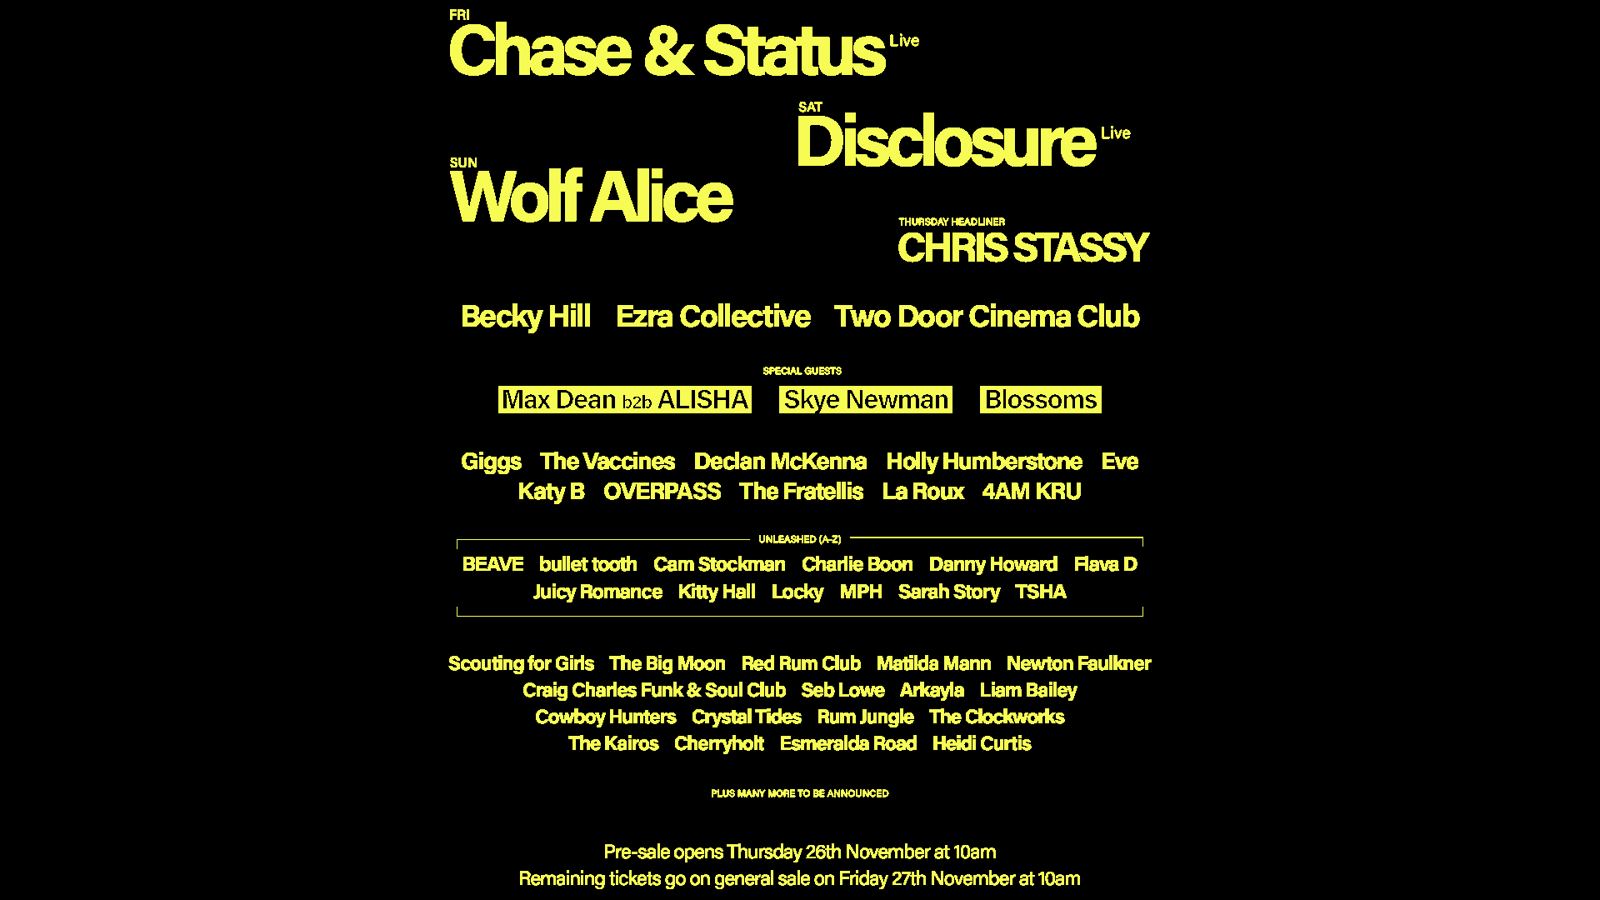 FRI
Chase & Status Live
SAT
Disclosure Live
SUN
Wolf Alice
THURSDAY HEADLINER
CHRIS STASSY
Becky Hill Ezra Collective Two Door Cinema Club
SPECIAL GUESTS
Max Dean b2b ALISHA Skye Newman Blossoms
Giggs The Vaccines Declan McKenna Holly Humberstone Eve
Katy B OVERPASS The Fratellis La Roux 4AM KRU
UNLEASHED (A-Z)
BEAVE bullet tooth Cam Stockman Charlie Boon Danny Howard Flava D
Juicy Romance Kitty Hall Locky MPH Sarah Story TSHA
Scouting for Girls The Big Moon Red Rum Club Matilda Mann Newton Faulkner
Craig Charles Funk & Soul Club Seb Lowe Arkayla Liam Bailey
Cowboy Hunters Crystal Tides Rum Jungle The Clockworks
The Kairos Cherryholt Esmeralda Road Heidi Curtis
PLUS MANY MORE TO BE ANNOUNCED
Pre-sale opens Thursday 26th November at 10am
Remaining tickets go on general sale on Friday 27th November at 10am